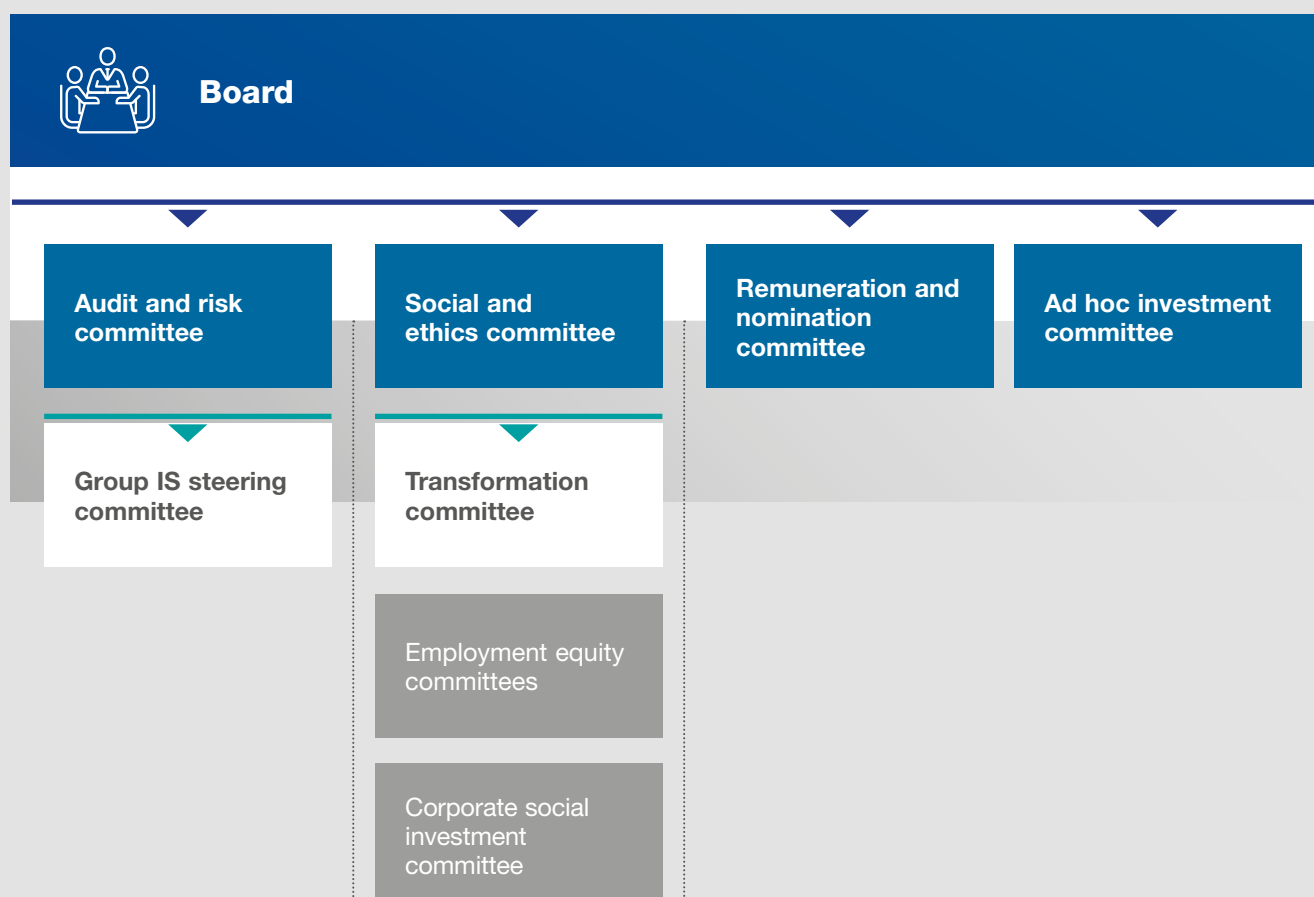 Board
Audit and risk
committee
Social and
ethics committee
Remuneration and
nomination
committee
Ad hoc investment
committee
Group IS steering
committee
Transformation
committee
Employment equity
committees
Corporate social
investment
committee